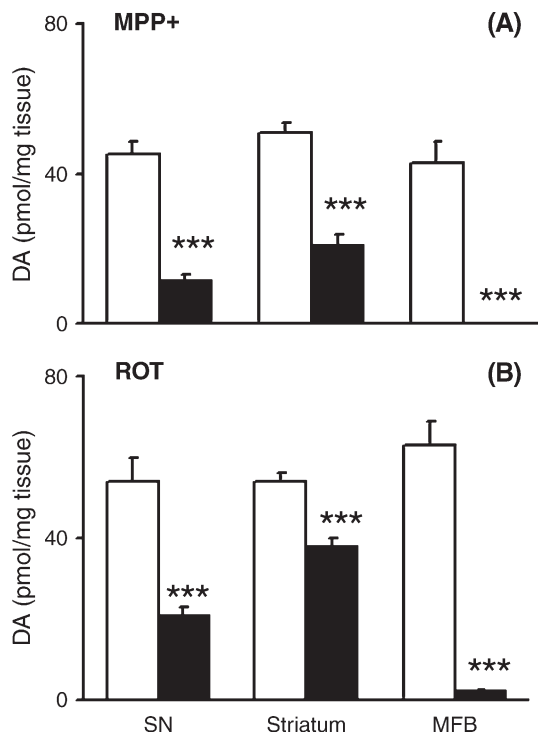 80
MPP+
(A)
DA (pmol/mg tissue)
40
***
***
***
0
80
ROT
(B)
DA (pmol/mg tissue)
40
***
***
***
0
SN
Striatum
MFB